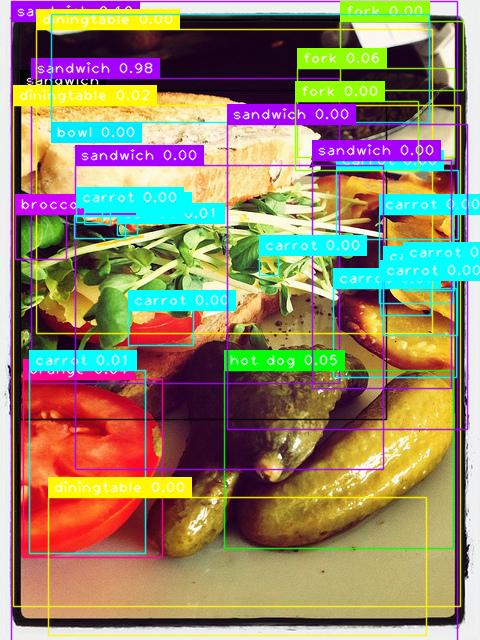 fork 0.00
diningtable 0.00
fork 0.06
sandwich 0.98
sandwich
fork 0.00
diningtable 0.02
sandwich 0.00
bowl 0.00
sandwich 0.00
sandwich 0.00
carrot 0.00
brocco
carrot 0.00
0.01
carrot 0.00
carrot 0.00
carrot 0.00
carrot 0.00
carrot 0.01
hot dog 0.05
diningtable 0.00